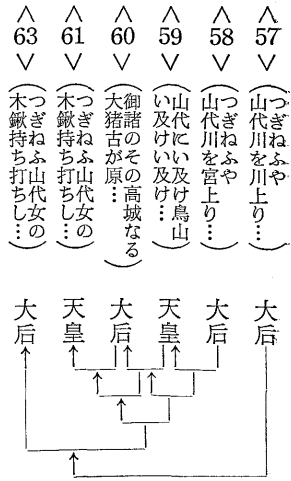 ＜57＞
(つぎねふや
山代川を川上り…)
大后
＜58＞
(つぎねふや
山代川を宮上り…)
大后
＜59＞
(山代にい及け鳥山
い及けい及け…)
天皇
＜60＞
(御諸のその高城なる
大猪古が原…)
大后
＜61＞
(つぎねふ山代女の
木鍬持ち打ちし…)
天皇
＜63＞
(つぎねふ山代女の
木鍬持ち打ちし…)
大后